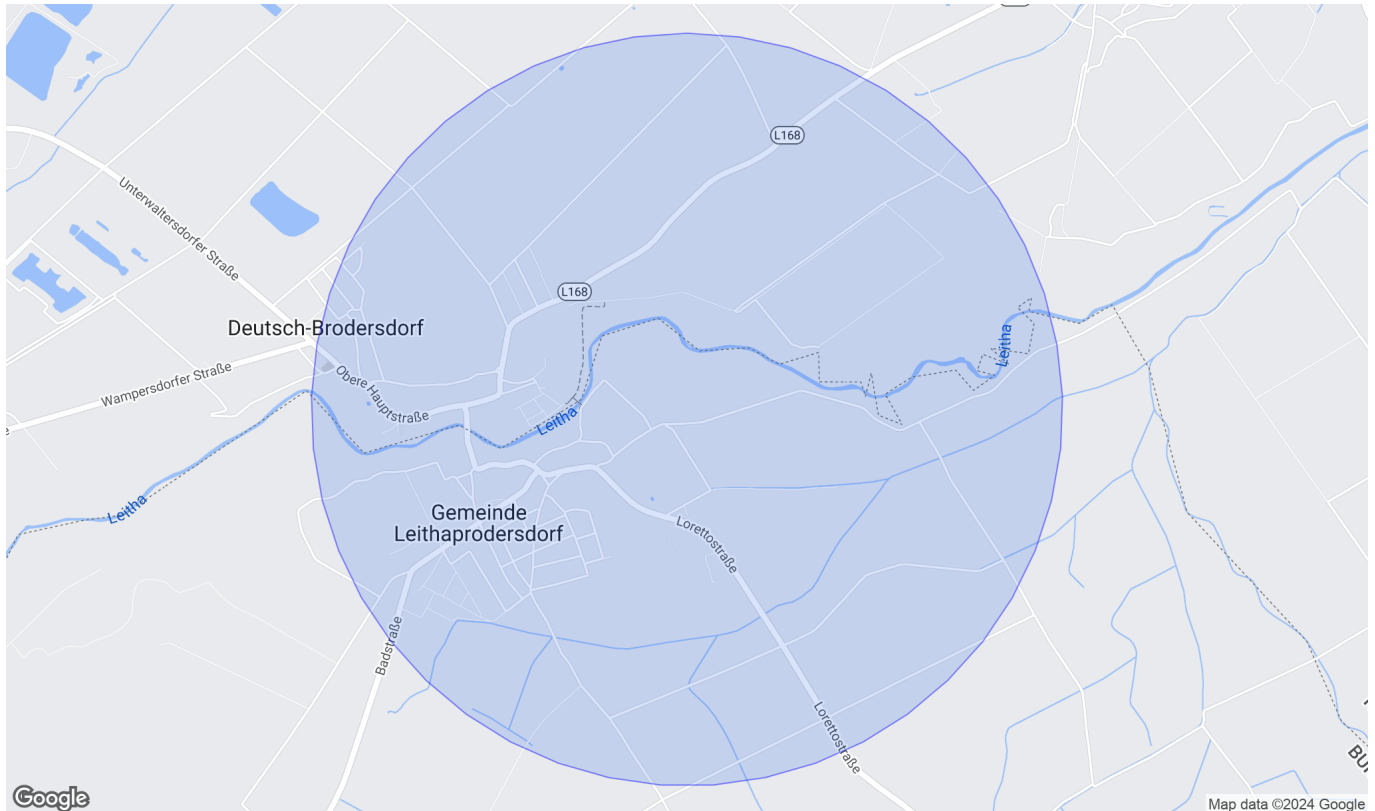 L168
Unterwaltersdorfer Straße
L168
Deutsch-Brodersdorf
Leitha
Wampersdorfer Straße
Obere Hauptstraße
Leitha
Leitha
Gemeinde
Leithaprodersdorf
Lorettostraße
Badstraße
Lorettostraße
Google
Map data ©2024 Google